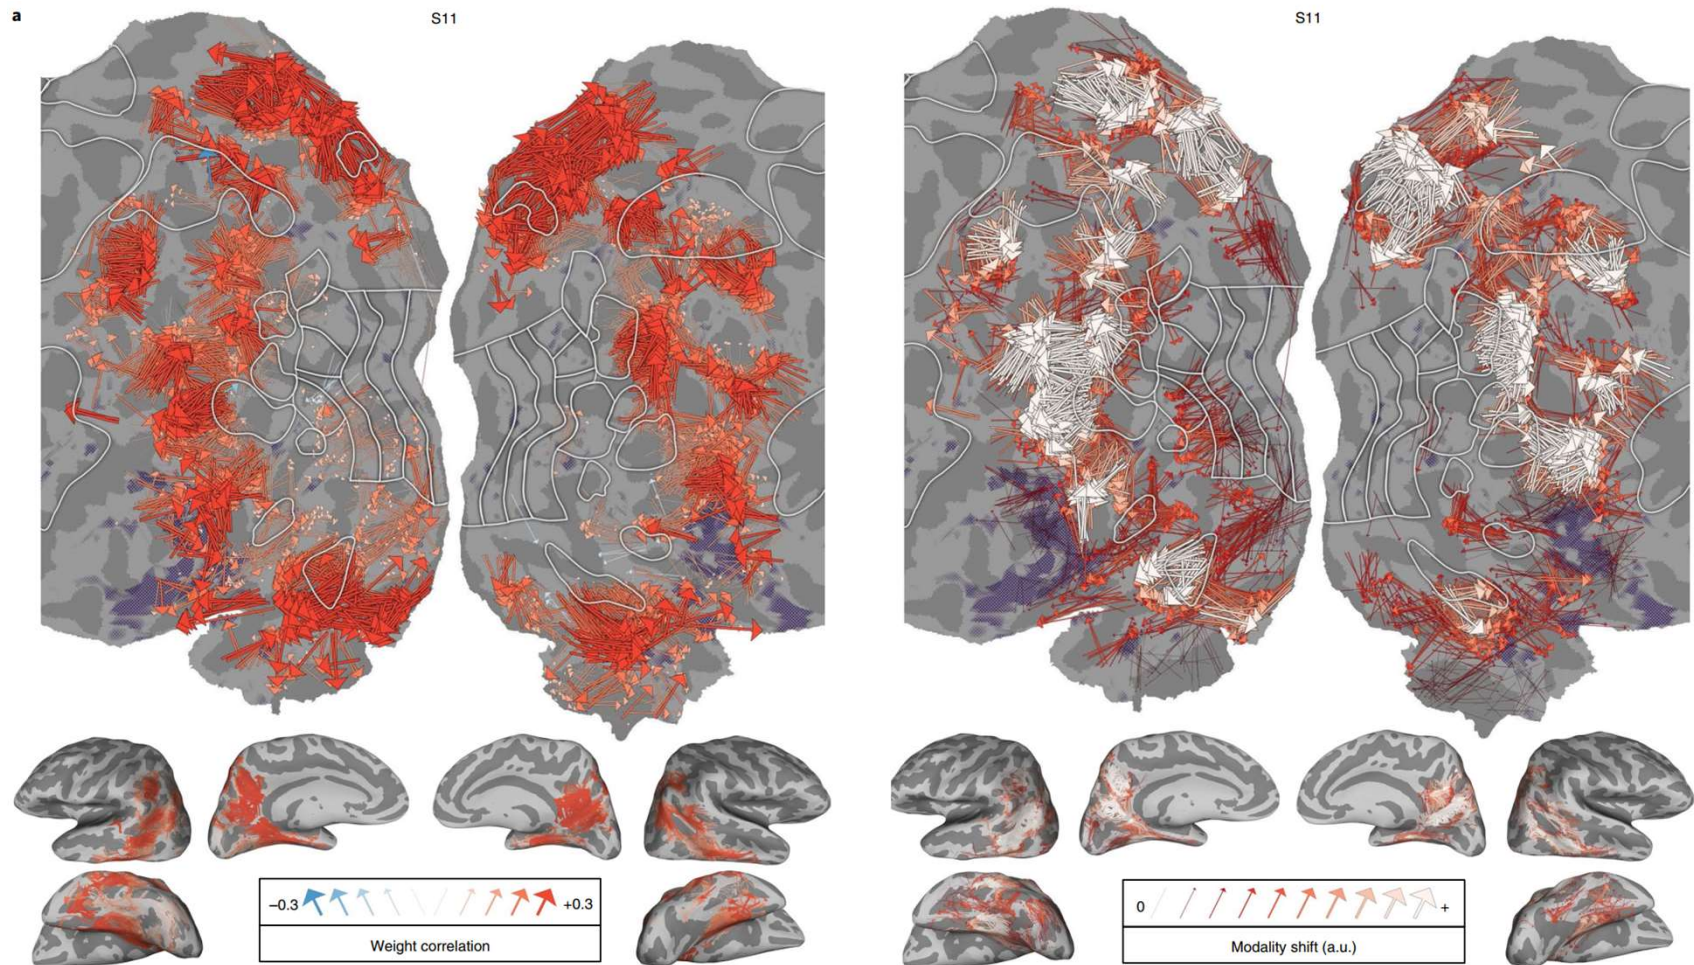 a
S11
S11
−0.3
+0.3
Weight correlation
0
+
Modality shift (a.u.)